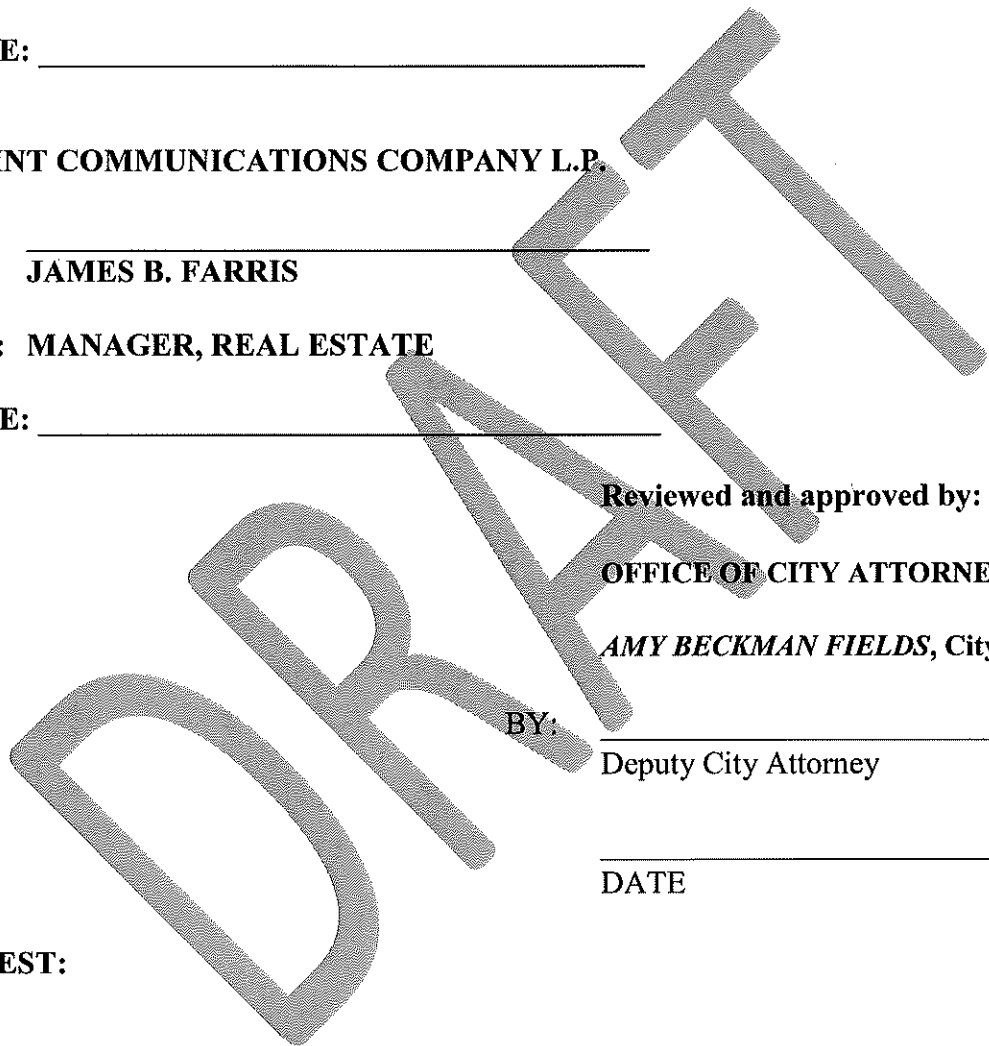 E:
INT COMMUNICATIONS COMPANY L.P.
JAMES B. FARRIS
: MANAGER, REAL ESTATE
E:
Reviewed and approved by:
OFFICE OF CITY ATTORNE
AMY BECKMAN FIELDS, City
BY:
Deputy City Attorney
DATE
EST:
DRAFT